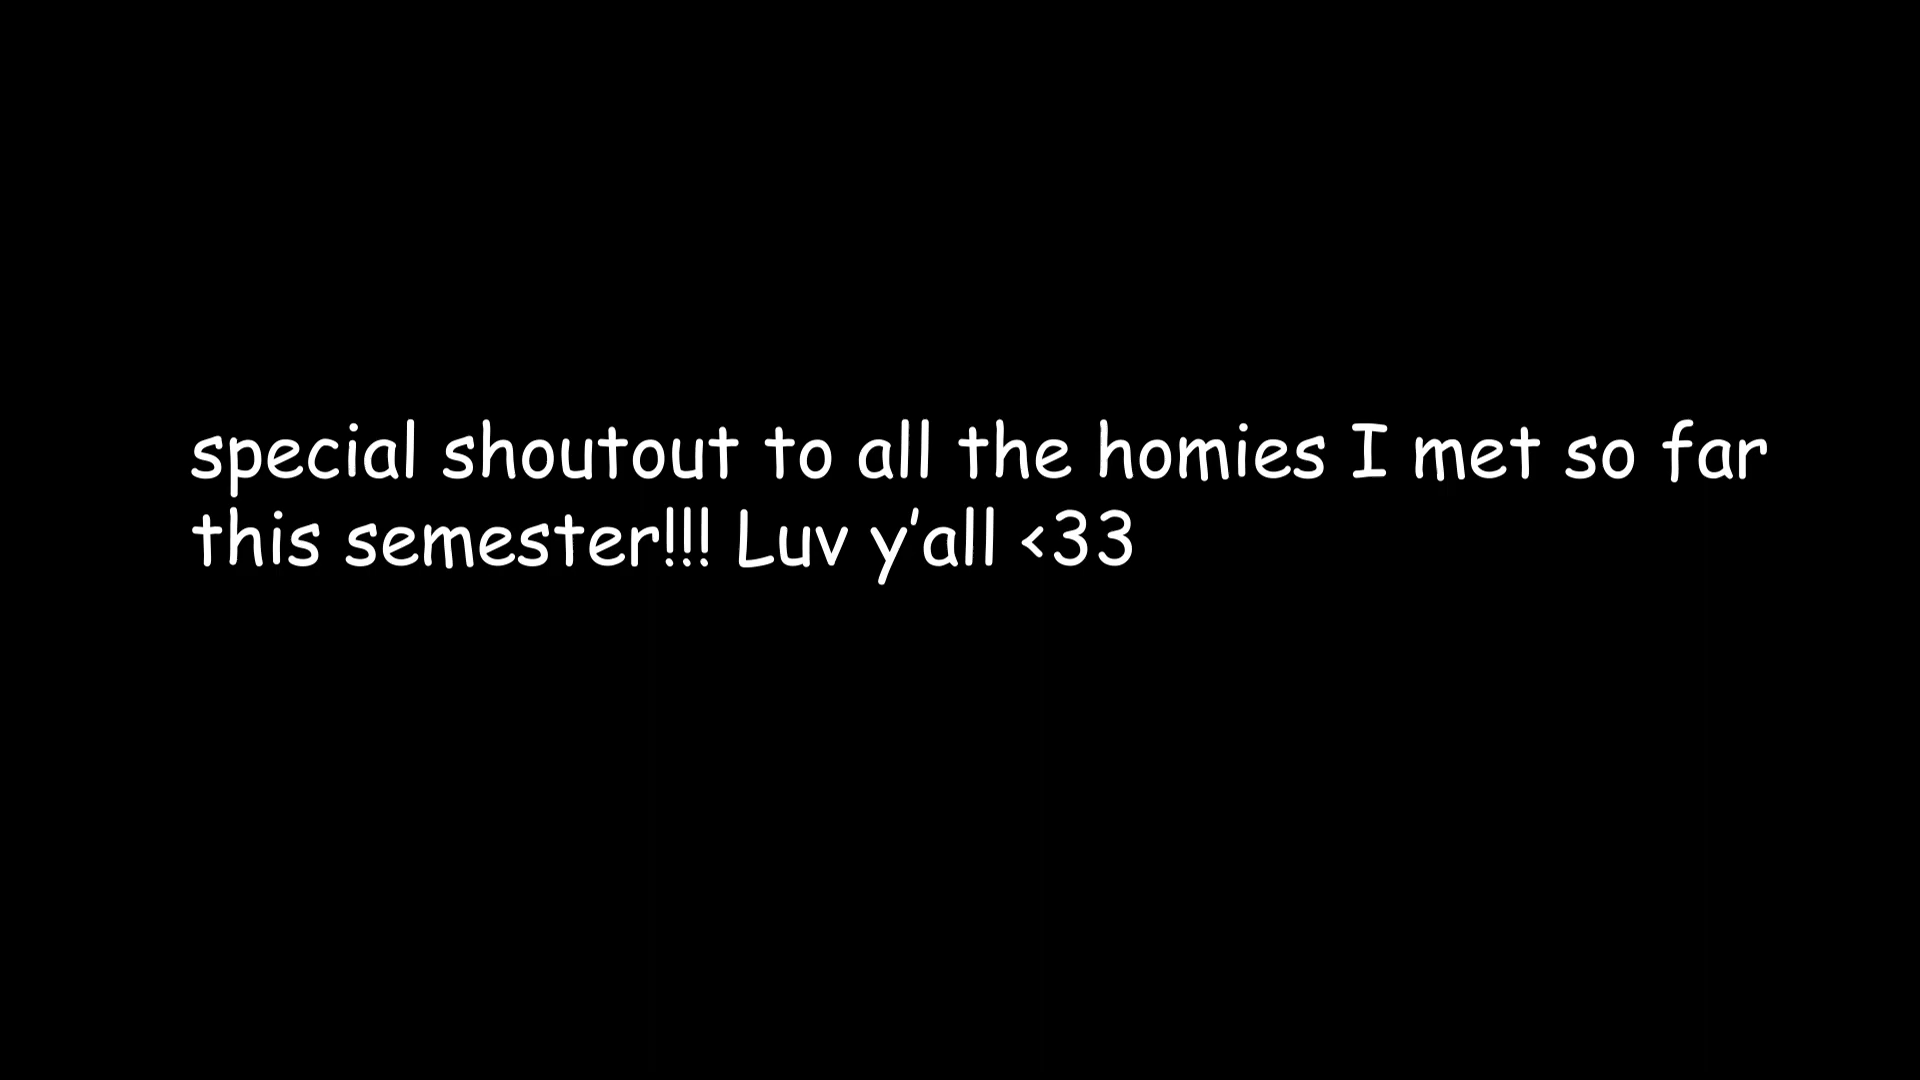 special shoutout to all the homies I met so far
this semester!!! Luv y’all <33